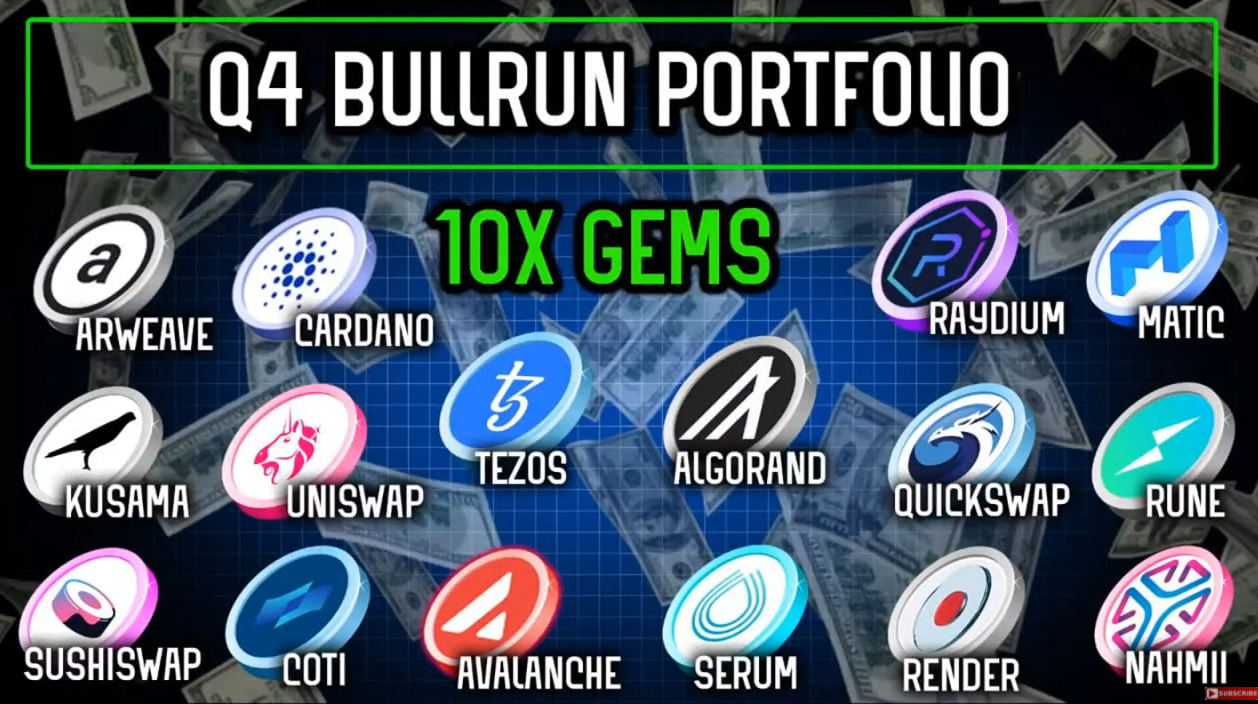 Q4 BULLRUN PORTFOLIO
10X GEMS
ARWEAVE
CARDANO
RAYDIUM
MATIC
TEZOS
ALGORAND
KUSAMA
UNISWAP
QUICKSWAP
RUNE
SUSHISWAP
COTI
AVALANCHE
SERUM
RENDER
NAHMII
SUBSCRIBE